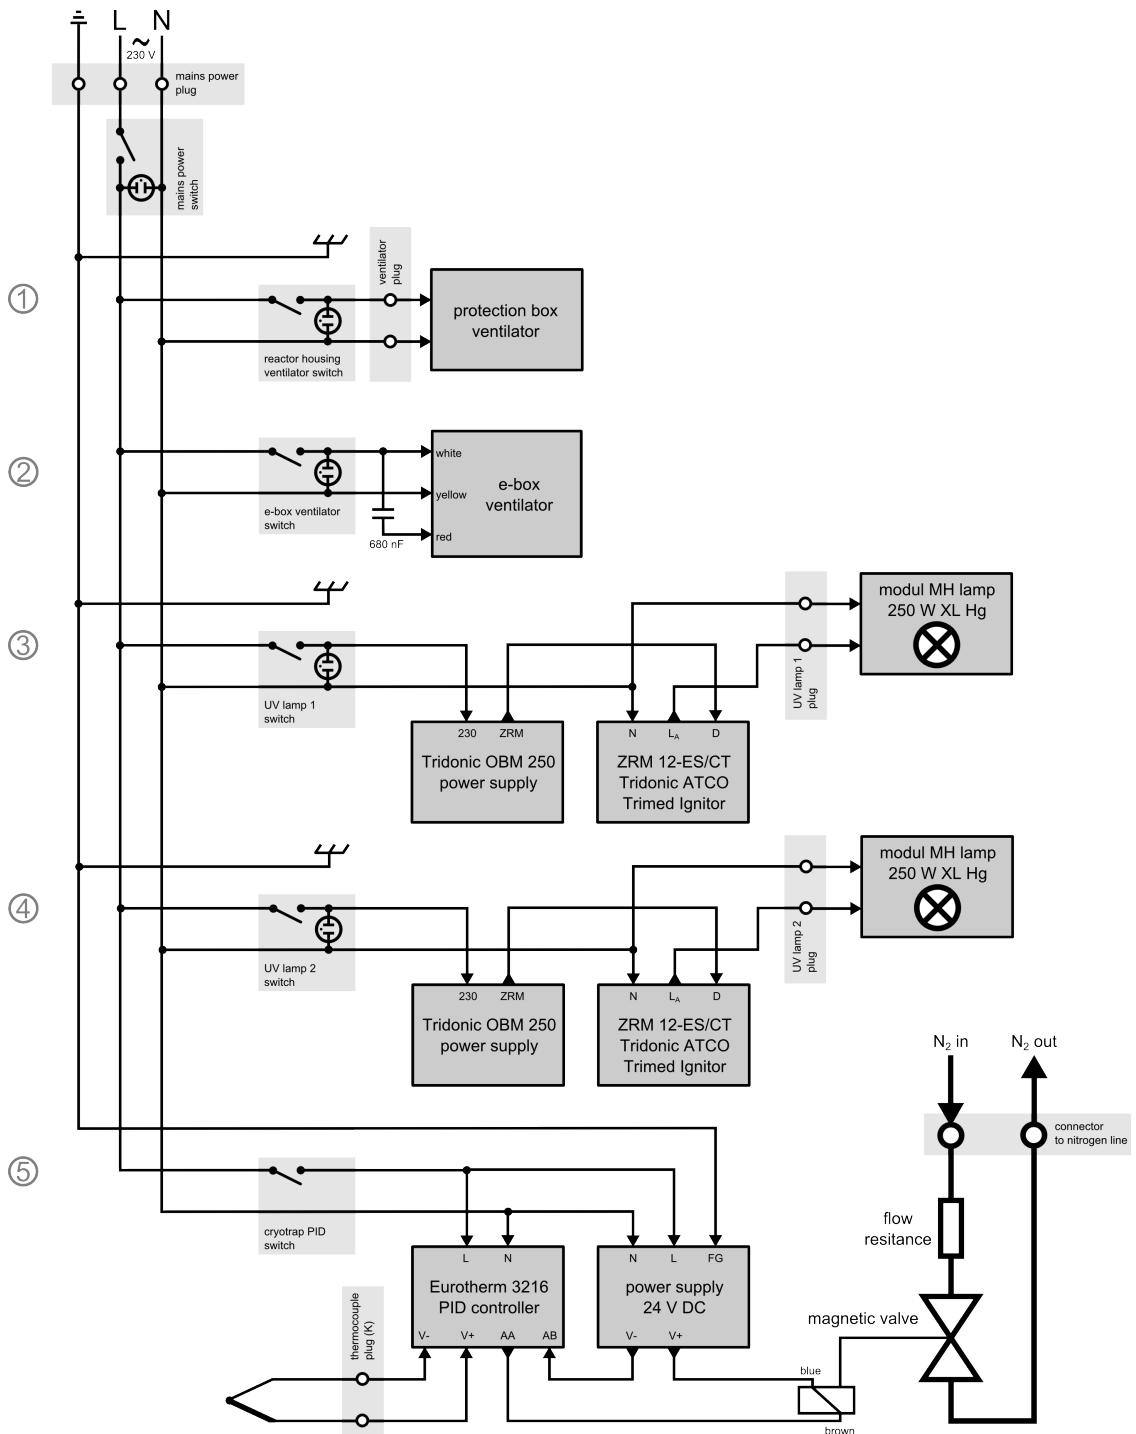 L N
~
230 V
mains power
plug
mains power
switch
1
ventilator
plug
protection box
ventilator
reactor housing
ventilator switch
2
white
yellow
red
e-box
ventilator
e-box ventilator
switch
680 nF
3
UV lamp 1
switch
UV lamp 1
plug
modul MH lamp
250 W XL Hg
230 ZRM
Tridonic OBM 250
power supply
N LA D
ZRM 12-ES/CT
Tridonic ATCO
Trimed Ignitor
4
UV lamp 2
switch
UV lamp 2
plug
modul MH lamp
250 W XL Hg
230 ZRM
Tridonic OBM 250
power supply
N LA D
ZRM 12-ES/CT
Tridonic ATCO
Trimed Ignitor
N2 in N2 out
connector
to nitrogen line
flow
resitance
magnetic valve
5
cryotrap PID
switch
L N
Eurotherm 3216
PID controller
V- V+ AA AB
N L FG
power supply
24 V DC
V- V+
thermocouple
plug (K)
blue
brown